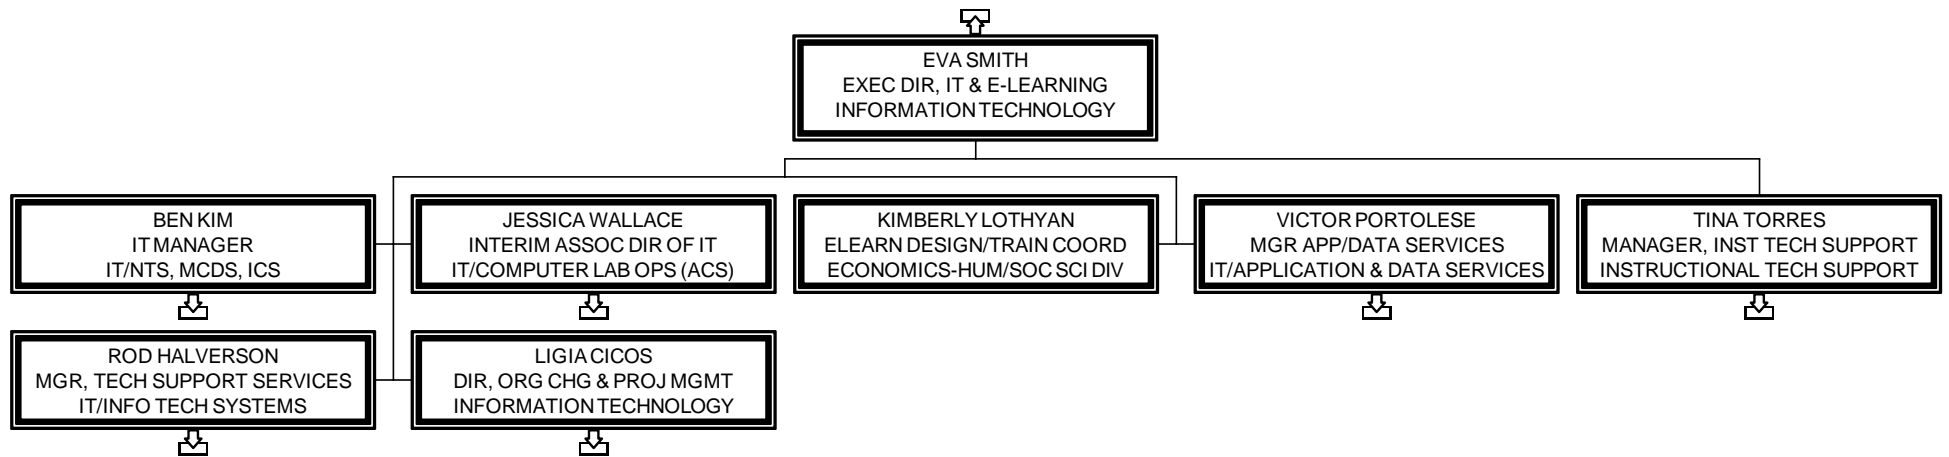 EVA SMITH
EXEC DIR, IT & E-LEARNING
INFORMATION TECHNOLOGY
BEN KIM
IT MANAGER
IT/NTS, MCDS, ICS
JESSICA WALLACE
INTERIM ASSOC DIR OF IT
IT/COMPUTER LAB OPS (ACS)
KIMBERLY LOTHYAN
ELEARN DESIGN/TRAIN COORD
ECONOMICS-HUM/SOC SCI DIV
VICTOR PORTOLESE
MGR APP/DATA SERVICES
IT/APPLICATION & DATA SERVICES
TINA TORRES
MANAGER, INST TECH SUPPORT
INSTRUCTIONAL TECH SUPPORT
ROD HALVERSON
MGR, TECH SUPPORT SERVICES
IT/INFO TECH SYSTEMS
LIGIA CICOS
DIR, ORG CHG & PROJ MGMT
INFORMATION TECHNOLOGY